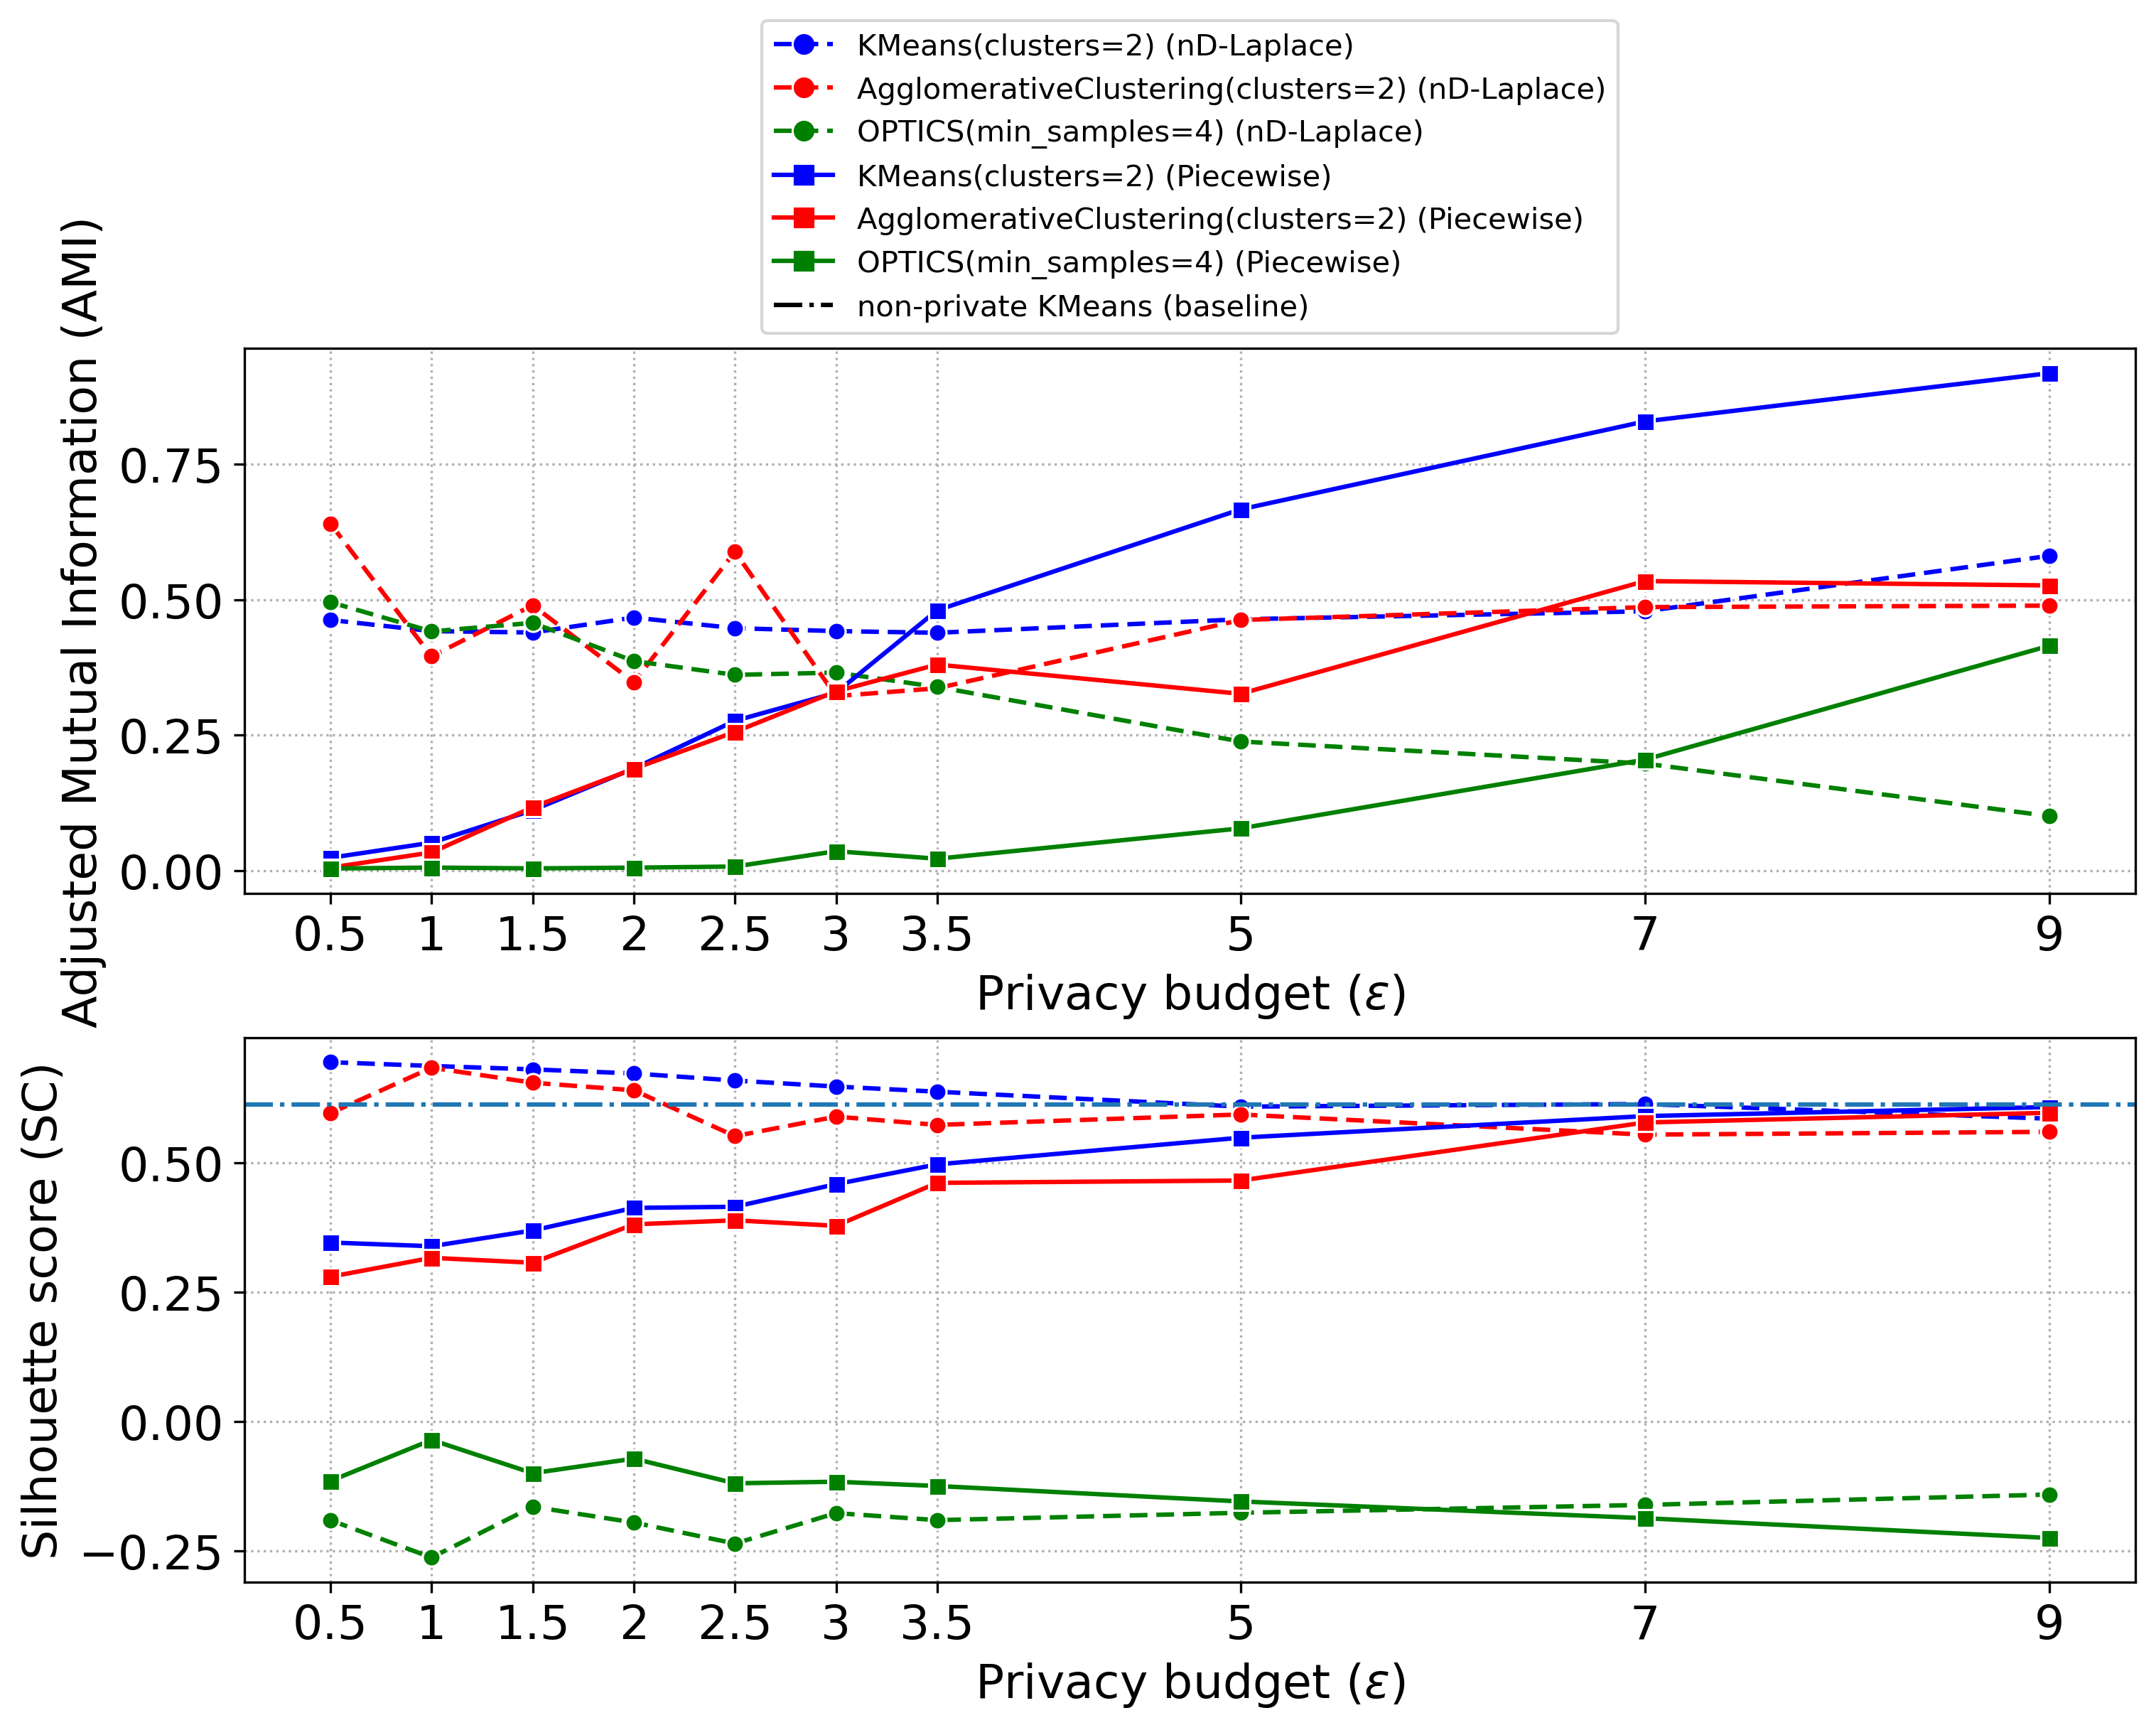 KMeans(clusters=2) (nD-Laplace)
AgglomerativeClustering(clusters=2) (nD-Laplace)
OPTICS(min_samples=4) (nD-Laplace)
KMeans(clusters=2) (Piecewise)
AgglomerativeClustering(clusters=2) (Piecewise)
OPTICS(min_samples=4) (Piecewise)
non-private KMeans (baseline)
Adjusted Mutual Information (AMI)
0.75
0.50
0.25
0.00
0.5 1 1.5 2 2.5 3 3.5 5 7 9
Privacy budget (ε)
Silhouette score (SC)
0.50
0.25
0.00
−0.25
0.5 1 1.5 2 2.5 3 3.5 5 7 9
Privacy budget (ε)